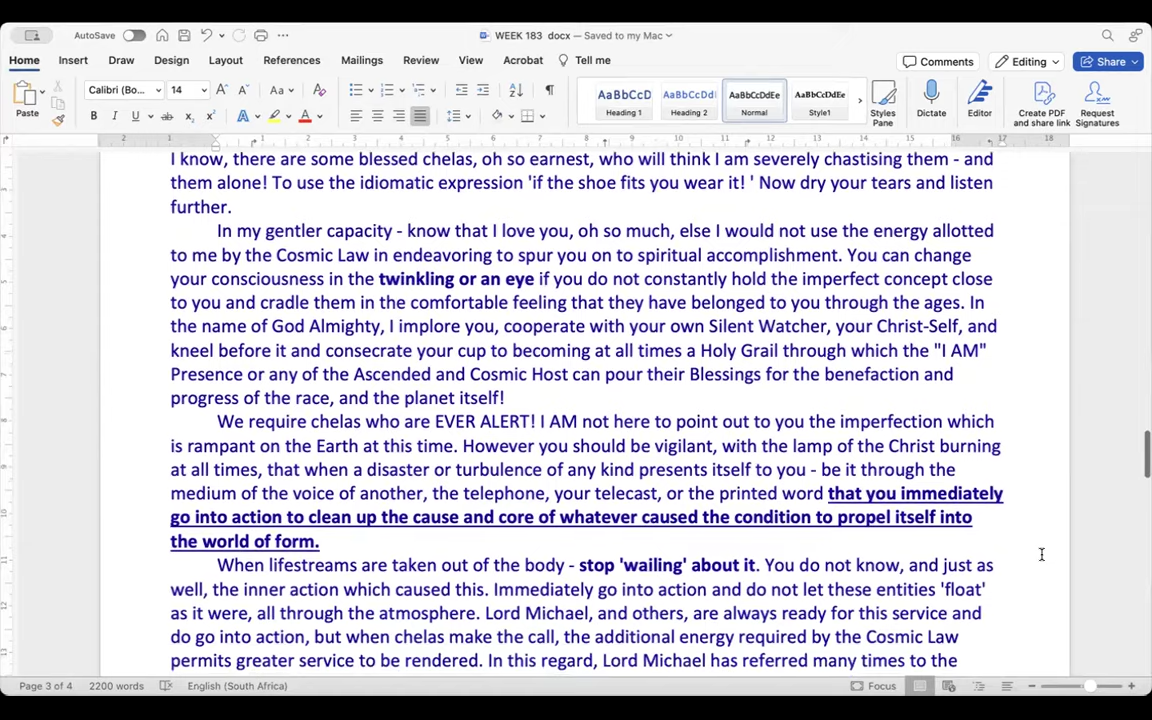 AutoSave
WEEK 183 docx — Saved to my Mac
Home Insert Draw Design Layout References Mailings Review View Acrobat Tell me
Comments Editing Share
Paste
Calibri (Bo... 14
AaBbCcD AaBbCcDdI AaBbCcDdEe AaBbCcDdEe
Heading 1 Heading 2 Normal Style1
Styles Pane
Dictate
Editor
Create PDF and share link
Request Signatures
2 1 1 2 3 4 5 6 7 8 9 10 11 12 13 14 15 16 17 18
I know, there are some blessed chelas, oh so earnest, who will think I am severely chastising them - and
them alone! To use the idiomatic expression 'if the shoe fits you wear it! ' Now dry your tears and listen
further.
In my gentler capacity - know that I love you, oh so much, else I would not use the energy allotted
to me by the Cosmic Law in endeavoring to spur you on to spiritual accomplishment. You can change
your consciousness in the twinkling or an eye if you do not constantly hold the imperfect concept close
to you and cradle them in the comfortable feeling that they have belonged to you through the ages. In
the name of God Almighty, I implore you, cooperate with your own Silent Watcher, your Christ-Self, and
kneel before it and consecrate your cup to becoming at all times a Holy Grail through which the "I AM"
Presence or any of the Ascended and Cosmic Host can pour their Blessings for the benefaction and
progress of the race, and the planet itself!
We require chelas who are EVER ALERT! I AM not here to point out to you the imperfection which
is rampant on the Earth at this time. However you should be vigilant, with the lamp of the Christ burning
at all times, that when a disaster or turbulence of any kind presents itself to you - be it through the
medium of the voice of another, the telephone, your telecast, or the printed word that you immediately
go into action to clean up the cause and core of whatever caused the condition to propel itself into
the world of form.
When lifestreams are taken out of the body - stop 'wailing' about it. You do not know, and just as
well, the inner action which caused this. Immediately go into action and do not let these entities 'float'
as it were, all through the atmosphere. Lord Michael, and others, are always ready for this service and
do go into action, but when chelas make the call, the additional energy required by the Cosmic Law
permits greater service to be rendered. In this regard, Lord Michael has referred many times to the
Page 3 of 4 2200 words English (South Africa) Focus